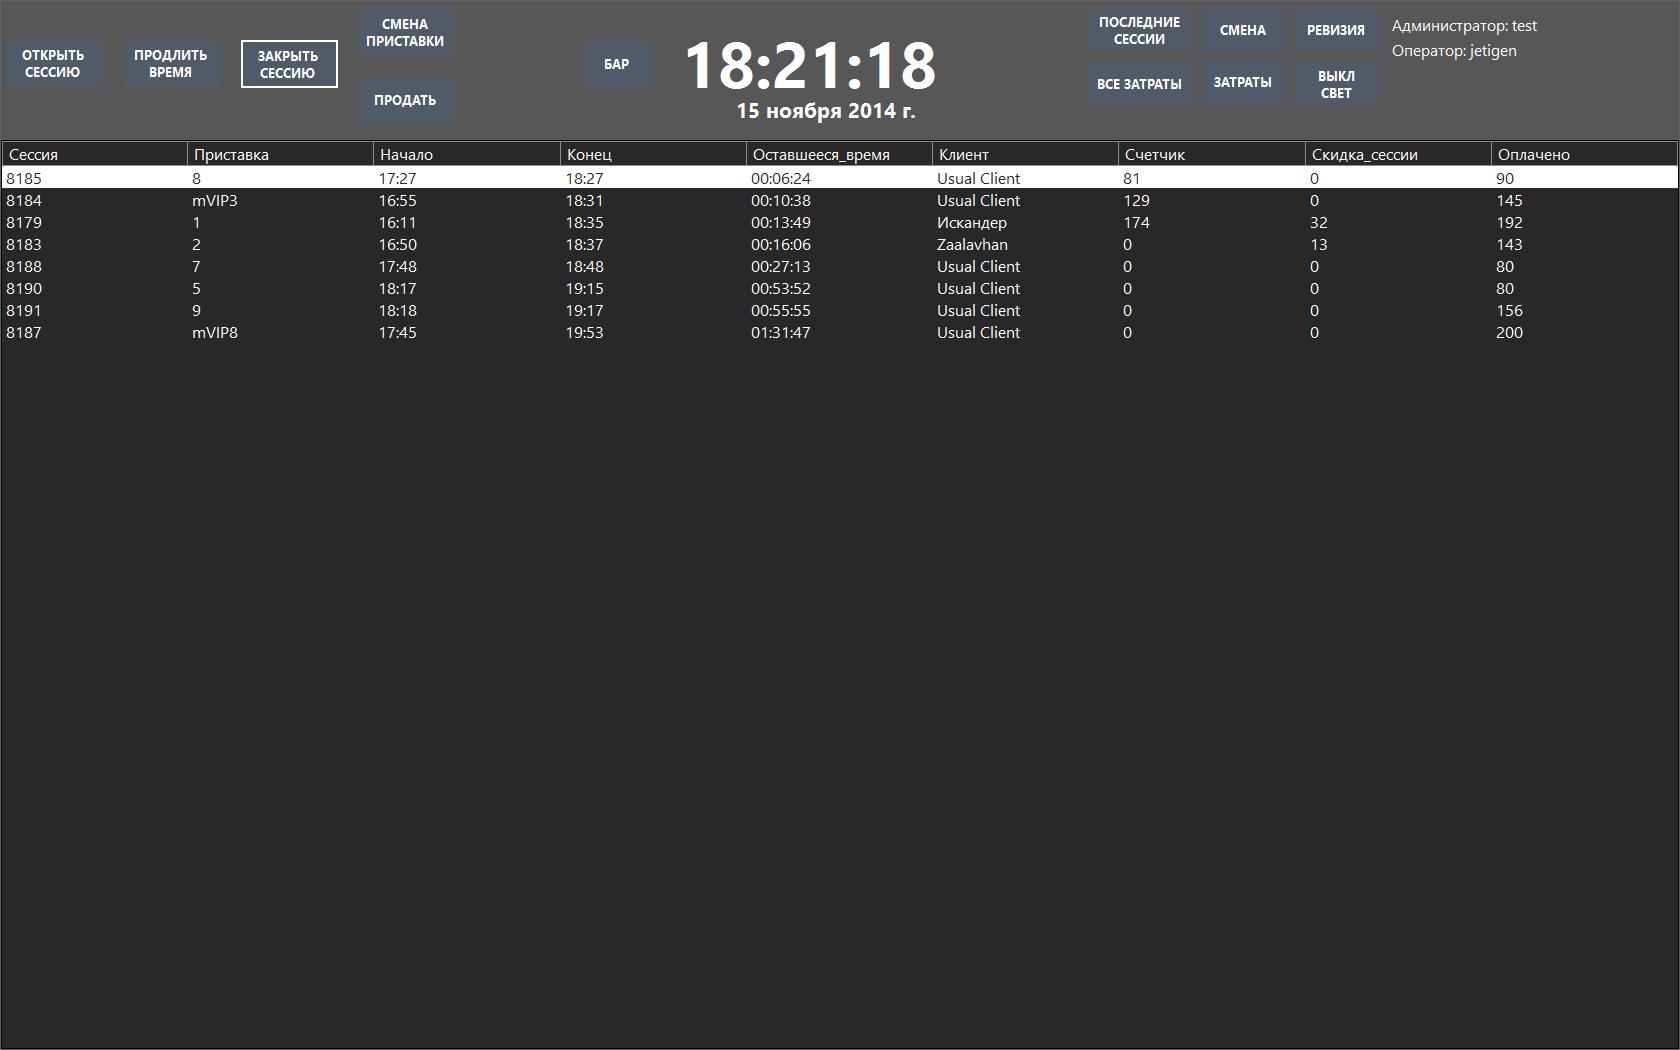 ОТКРЫТЬ
СЕССИЮ
ПРОДЛИТЬ
ВРЕМЯ
ЗАКРЫТЬ
СЕССИЮ
СМЕНА
ПРИСТАВКИ
ПРОДАТЬ
БАР
18:21:18
15 ноября 2014 г.
ПОСЛЕДНИЕ
СЕССИИ
СМЕНА
РЕВИЗИЯ
ВСЕ ЗАТРАТЫ
ЗАТРАТЫ
ВЫКЛ
СВЕТ
Администратор: test
Оператор: jetigen
Сессия Приставка Начало Конец Оставшееся_время Клиент Счетчик Скидка_сессии Оплачено
8185 8 17:27 18:27 00:06:24 Usual Client 81 0 90
8184 mVIP3 16:55 18:31 00:10:38 Usual Client 129 0 145
8179 1 16:11 18:35 00:13:49 Искандер 174 32 192
8183 2 16:50 18:37 00:16:06 Zaalavhan 0 13 143
8188 7 17:48 18:48 00:27:13 Usual Client 0 0 80
8190 5 18:17 19:15 00:53:52 Usual Client 0 0 80
8191 9 18:18 19:17 00:55:55 Usual Client 0 0 156
8187 mVIP8 17:45 19:53 01:31:47 Usual Client 0 0 200